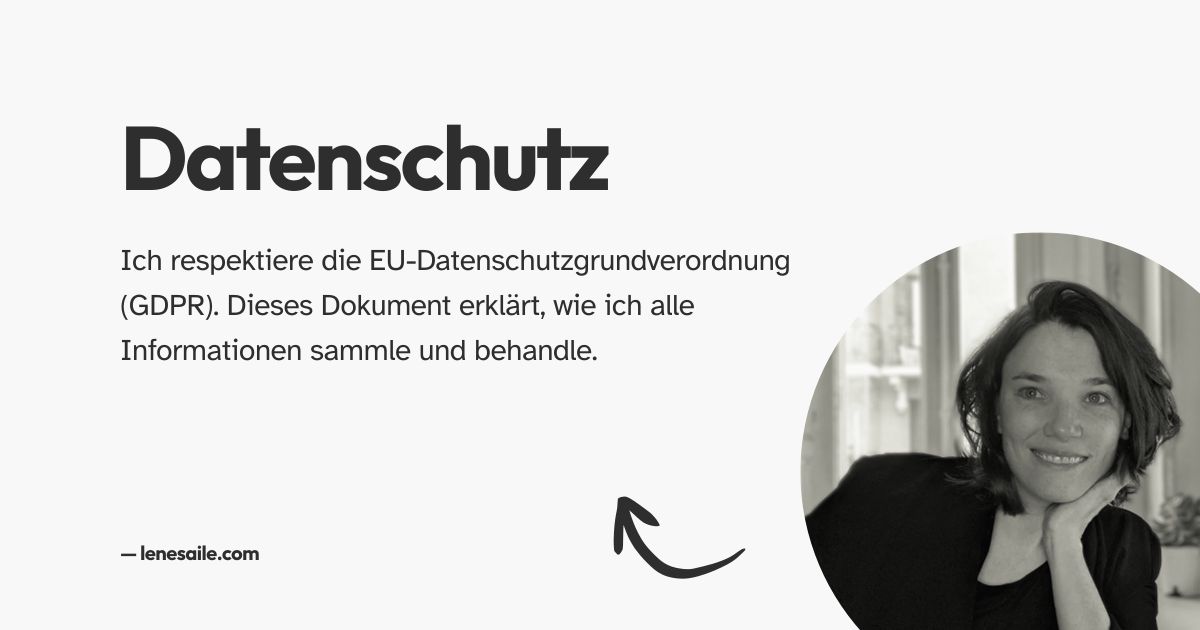 Datenschutz
Ich respektiere die EU-Datenschutzgrundverordnung
(GDPR). Dieses Dokument erklärt, wie ich alle
Informationen sammle und behandle.
— lenesaile.com